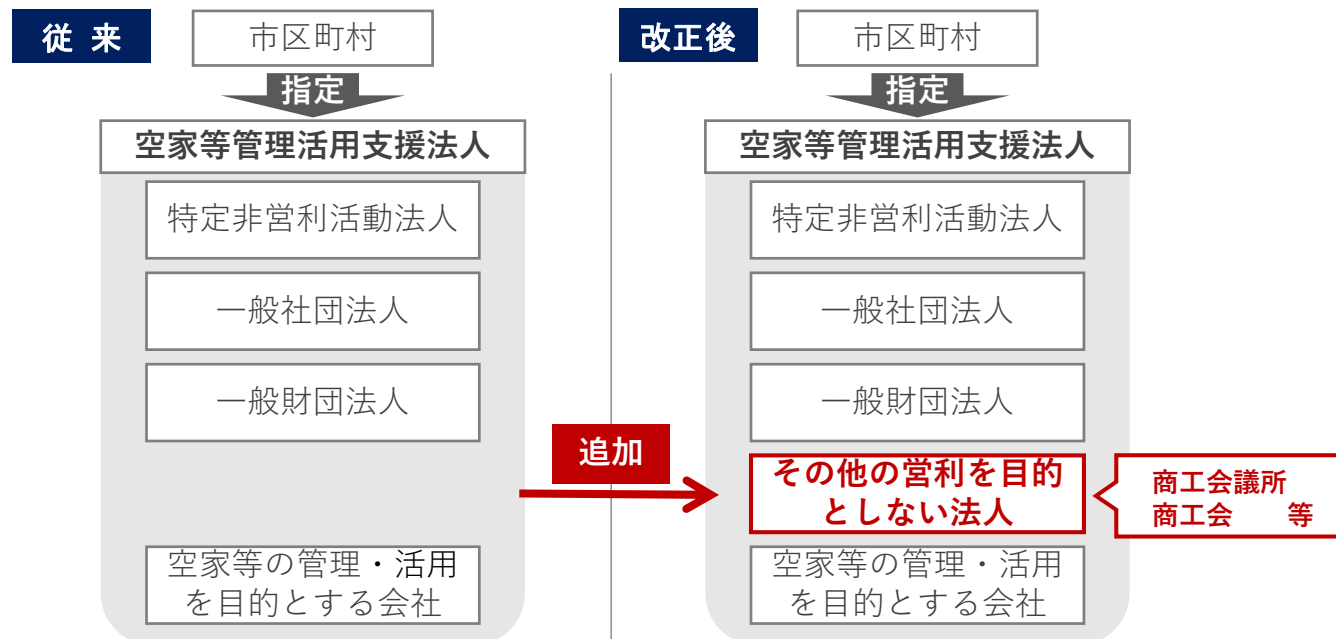 従 来
市区町村
指定
空家等管理活用支援法人
特定非営利活動法人
一般社団法人
一般財団法人
空家等の管理・活用
を目的とする会社
追加
改正後
市区町村
指定
空家等管理活用支援法人
特定非営利活動法人
一般社団法人
一般財団法人
その他の営利を目的
としない法人
商工会議所
商工会 等
空家等の管理・活用
を目的とする会社